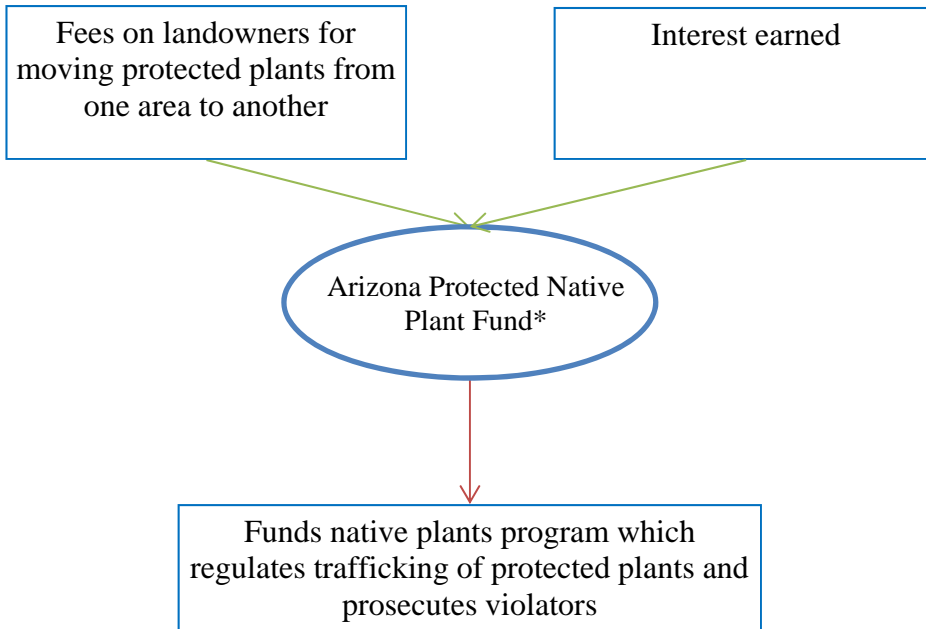 Fees on landowners for
moving protected plants from
one area to another
Interest earned
Arizona Protected Native
Plant Fund*
Funds native plants program which
regulates trafficking of protected plants and
prosecutes violators